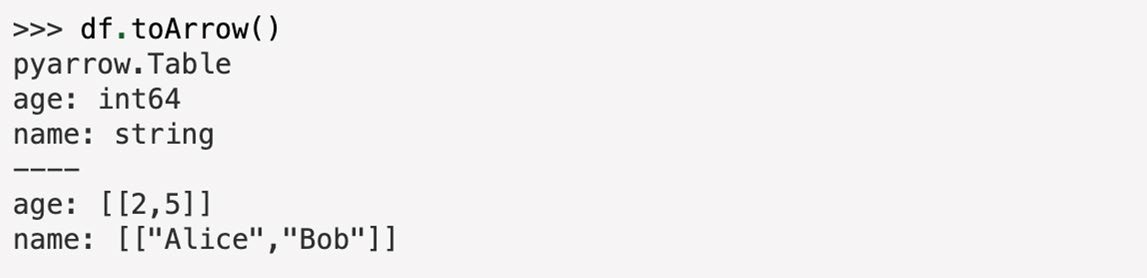 >>> df.toArrow()
pyarrow.Table
age: int64
name: string
----
age: [[2,5]]
name: [["Alice","Bob"]]